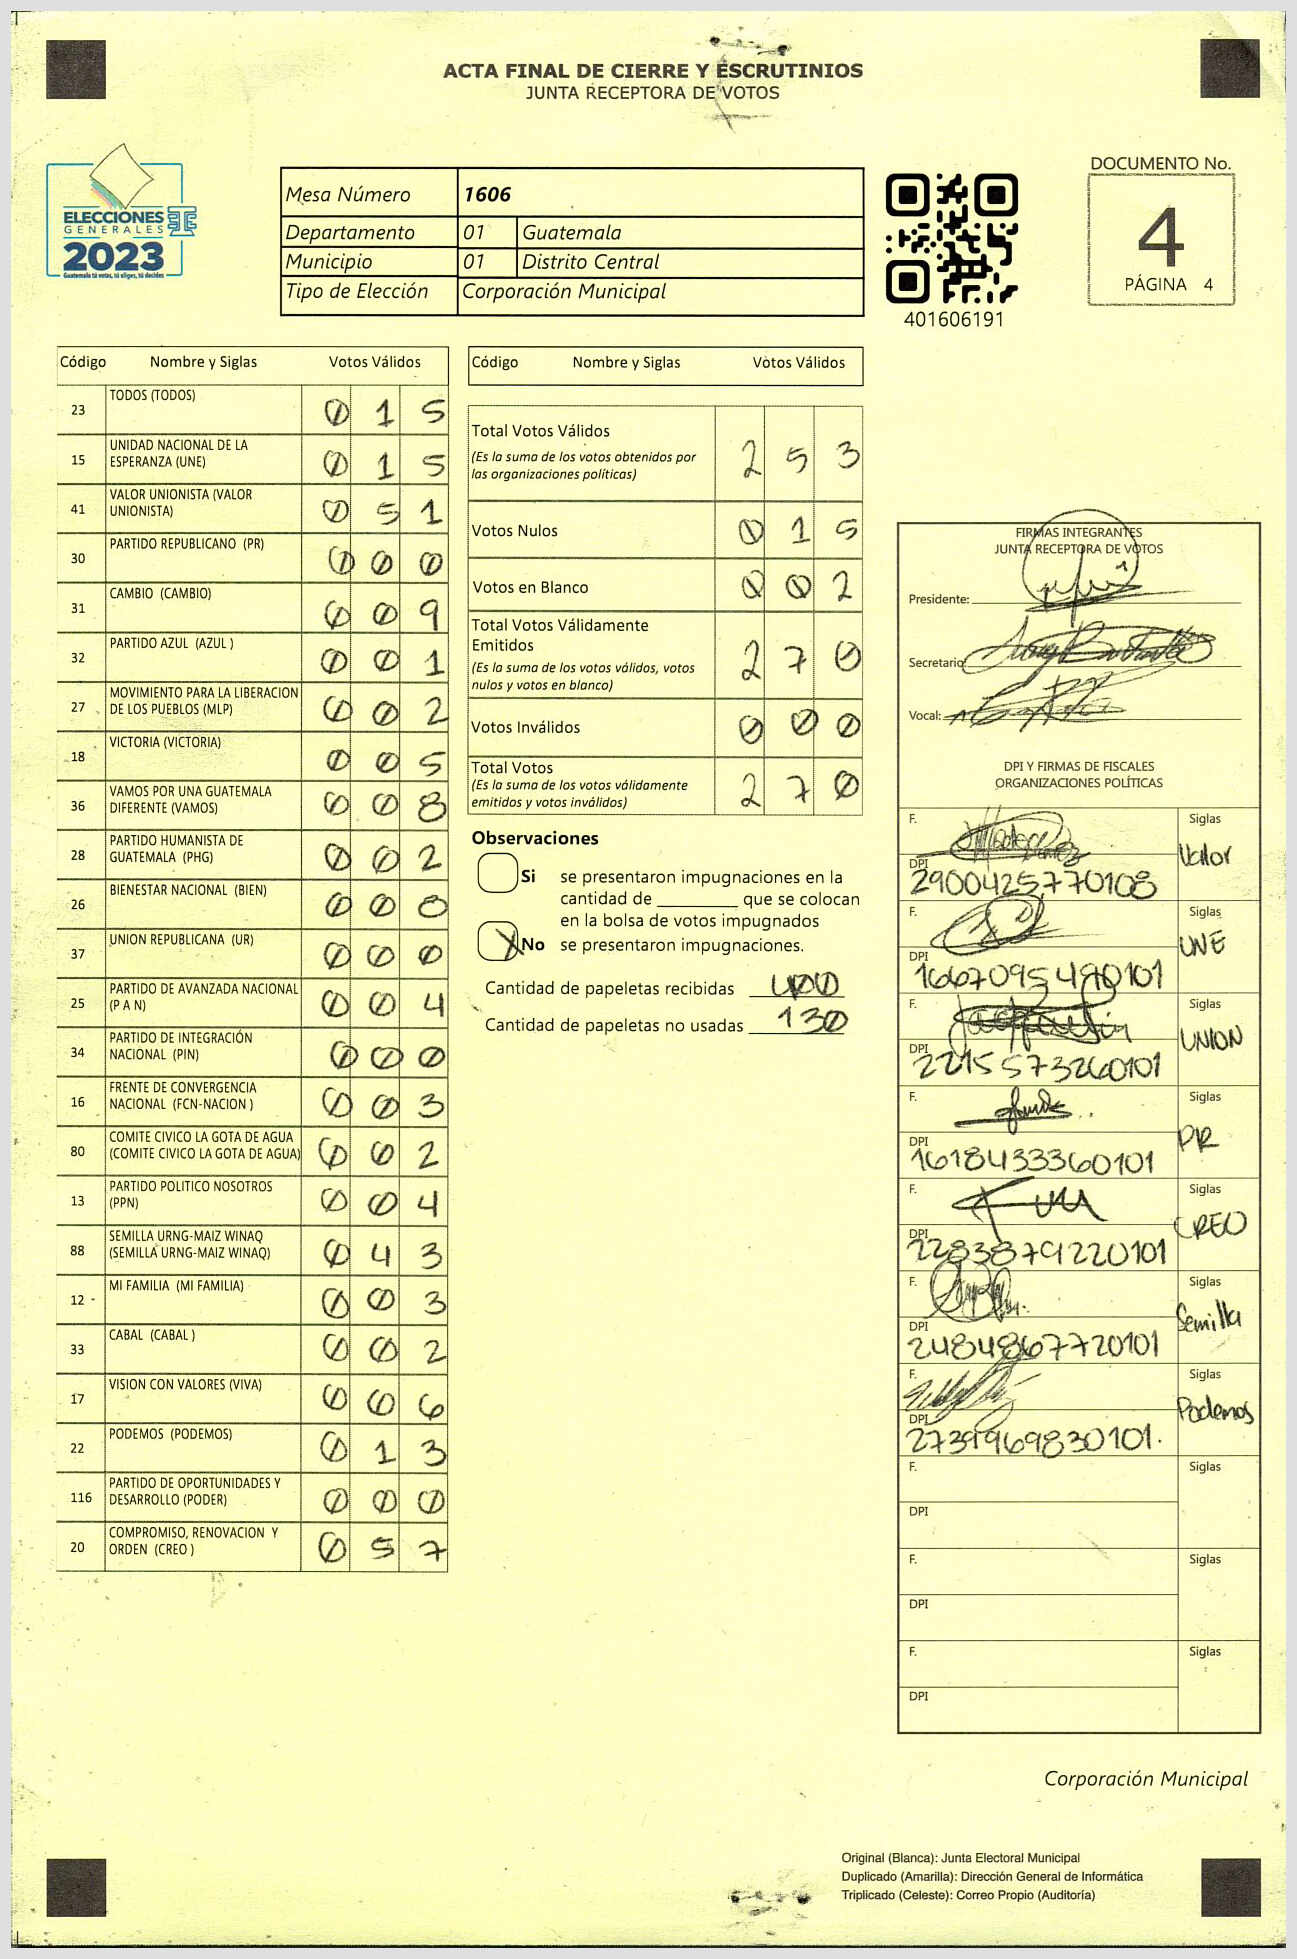 ACTA FINAL DE CIERRE Y ESCRUTINIOS
JUNTA RECEPTORA DE VOTOS
ELECCIONES
GENERALES
2023
Guatemala tú votas, tú eliges, tú decides
Mesa Número 1606
Departamento 01 Guatemala
Municipio 01 Distrito Central
Tipo de Elección Corporación Municipal
401606191
DOCUMENTO No.
4
PÁGINA 4
Código Nombre y Siglas Votos Válidos
23 TODOS (TODOS) 0 1 5
15 UNIDAD NACIONAL DE LA ESPERANZA (UNE) 0 1 5
41 VALOR UNIONISTA (VALOR UNIONISTA) 0 5 1
30 PARTIDO REPUBLICANO (PR) 0 0 0
31 CAMBIO (CAMBIO) 0 0 9
32 PARTIDO AZUL (AZUL ) 0 0 1
27 MOVIMIENTO PARA LA LIBERACION DE LOS PUEBLOS (MLP) 0 0 2
18 VICTORIA (VICTORIA) 0 0 5
36 VAMOS POR UNA GUATEMALA DIFERENTE (VAMOS) 0 0 8
28 PARTIDO HUMANISTA DE GUATEMALA (PHG) 0 0 2
26 BIENESTAR NACIONAL (BIEN) 0 0 8
37 UNION REPUBLICANA (UR) 0 0 0
25 PARTIDO DE AVANZADA NACIONAL (P A N) 0 0 4
34 PARTIDO DE INTEGRACIÓN NACIONAL (PIN) 0 0 0
16 FRENTE DE CONVERGENCIA NACIONAL (FCN-NACION ) 0 0 3
80 COMITE CIVICO LA GOTA DE AGUA (COMITE CIVICO LA GOTA DE AGUA) 0 0 2
13 PARTIDO POLITICO NOSOTROS (PPN) 0 0 4
88 SEMILLA URNG-MAIZ WINAQ (SEMILLA URNG-MAIZ WINAQ) 0 4 3
12 MI FAMILIA (MI FAMILIA) 0 0 3
33 CABAL (CABAL ) 0 0 2
17 VISION CON VALORES (VIVA) 0 0 6
22 PODEMOS (PODEMOS) 0 1 3
116 PARTIDO DE OPORTUNIDADES Y DESARROLLO (PODER) 0 0 0
20 COMPROMISO, RENOVACION Y ORDEN (CREO ) 0 5 7
Código Nombre y Siglas Votos Válidos
Total Votos Válidos 2 5 3
(Es la suma de los votos obtenidos por
las organizaciones políticas)
Votos Nulos 0 1 5
Votos en Blanco 0 0 2
Total Votos Válidamente
Emitidos 2 7 0
(Es la suma de los votos válidos, votos
nulos y votos en blanco)
Votos Inválidos 0 0 0
Total Votos 2 7 0
(Es la suma de los votos válidamente
emitidos y votos inválidos)
Observaciones
Si se presentaron impugnaciones en la
cantidad de ________ que se colocan
en la bolsa de votos impugnados
X No se presentaron impugnaciones.
Cantidad de papeletas recibidas 400
Cantidad de papeletas no usadas 130
FIRMAS INTEGRANTES
JUNTA RECEPTORA DE VOTOS
Presidente:
Secretario:
Vocal:
DPI Y FIRMAS DE FISCALES
ORGANIZACIONES POLÍTICAS
F. Siglas Valor
DPI 2900425770108
F. Siglas UNE
DPI 1667095490101
F. Siglas UNION
DPI 2215573260101
F. Siglas PR
DPI 1618433360101
F. Siglas CREO
DPI 2283879220101
F. Siglas Semilla
DPI 2484867720101
F. Siglas Podemos
DPI 2739969830101.
F. Siglas
DPI
F. Siglas
DPI
F. Siglas
DPI
Corporación Municipal
Original (Blanca): Junta Electoral Municipal
Duplicado (Amarilla): Dirección General de Informática
Triplicado (Celeste): Correo Propio (Auditoría)